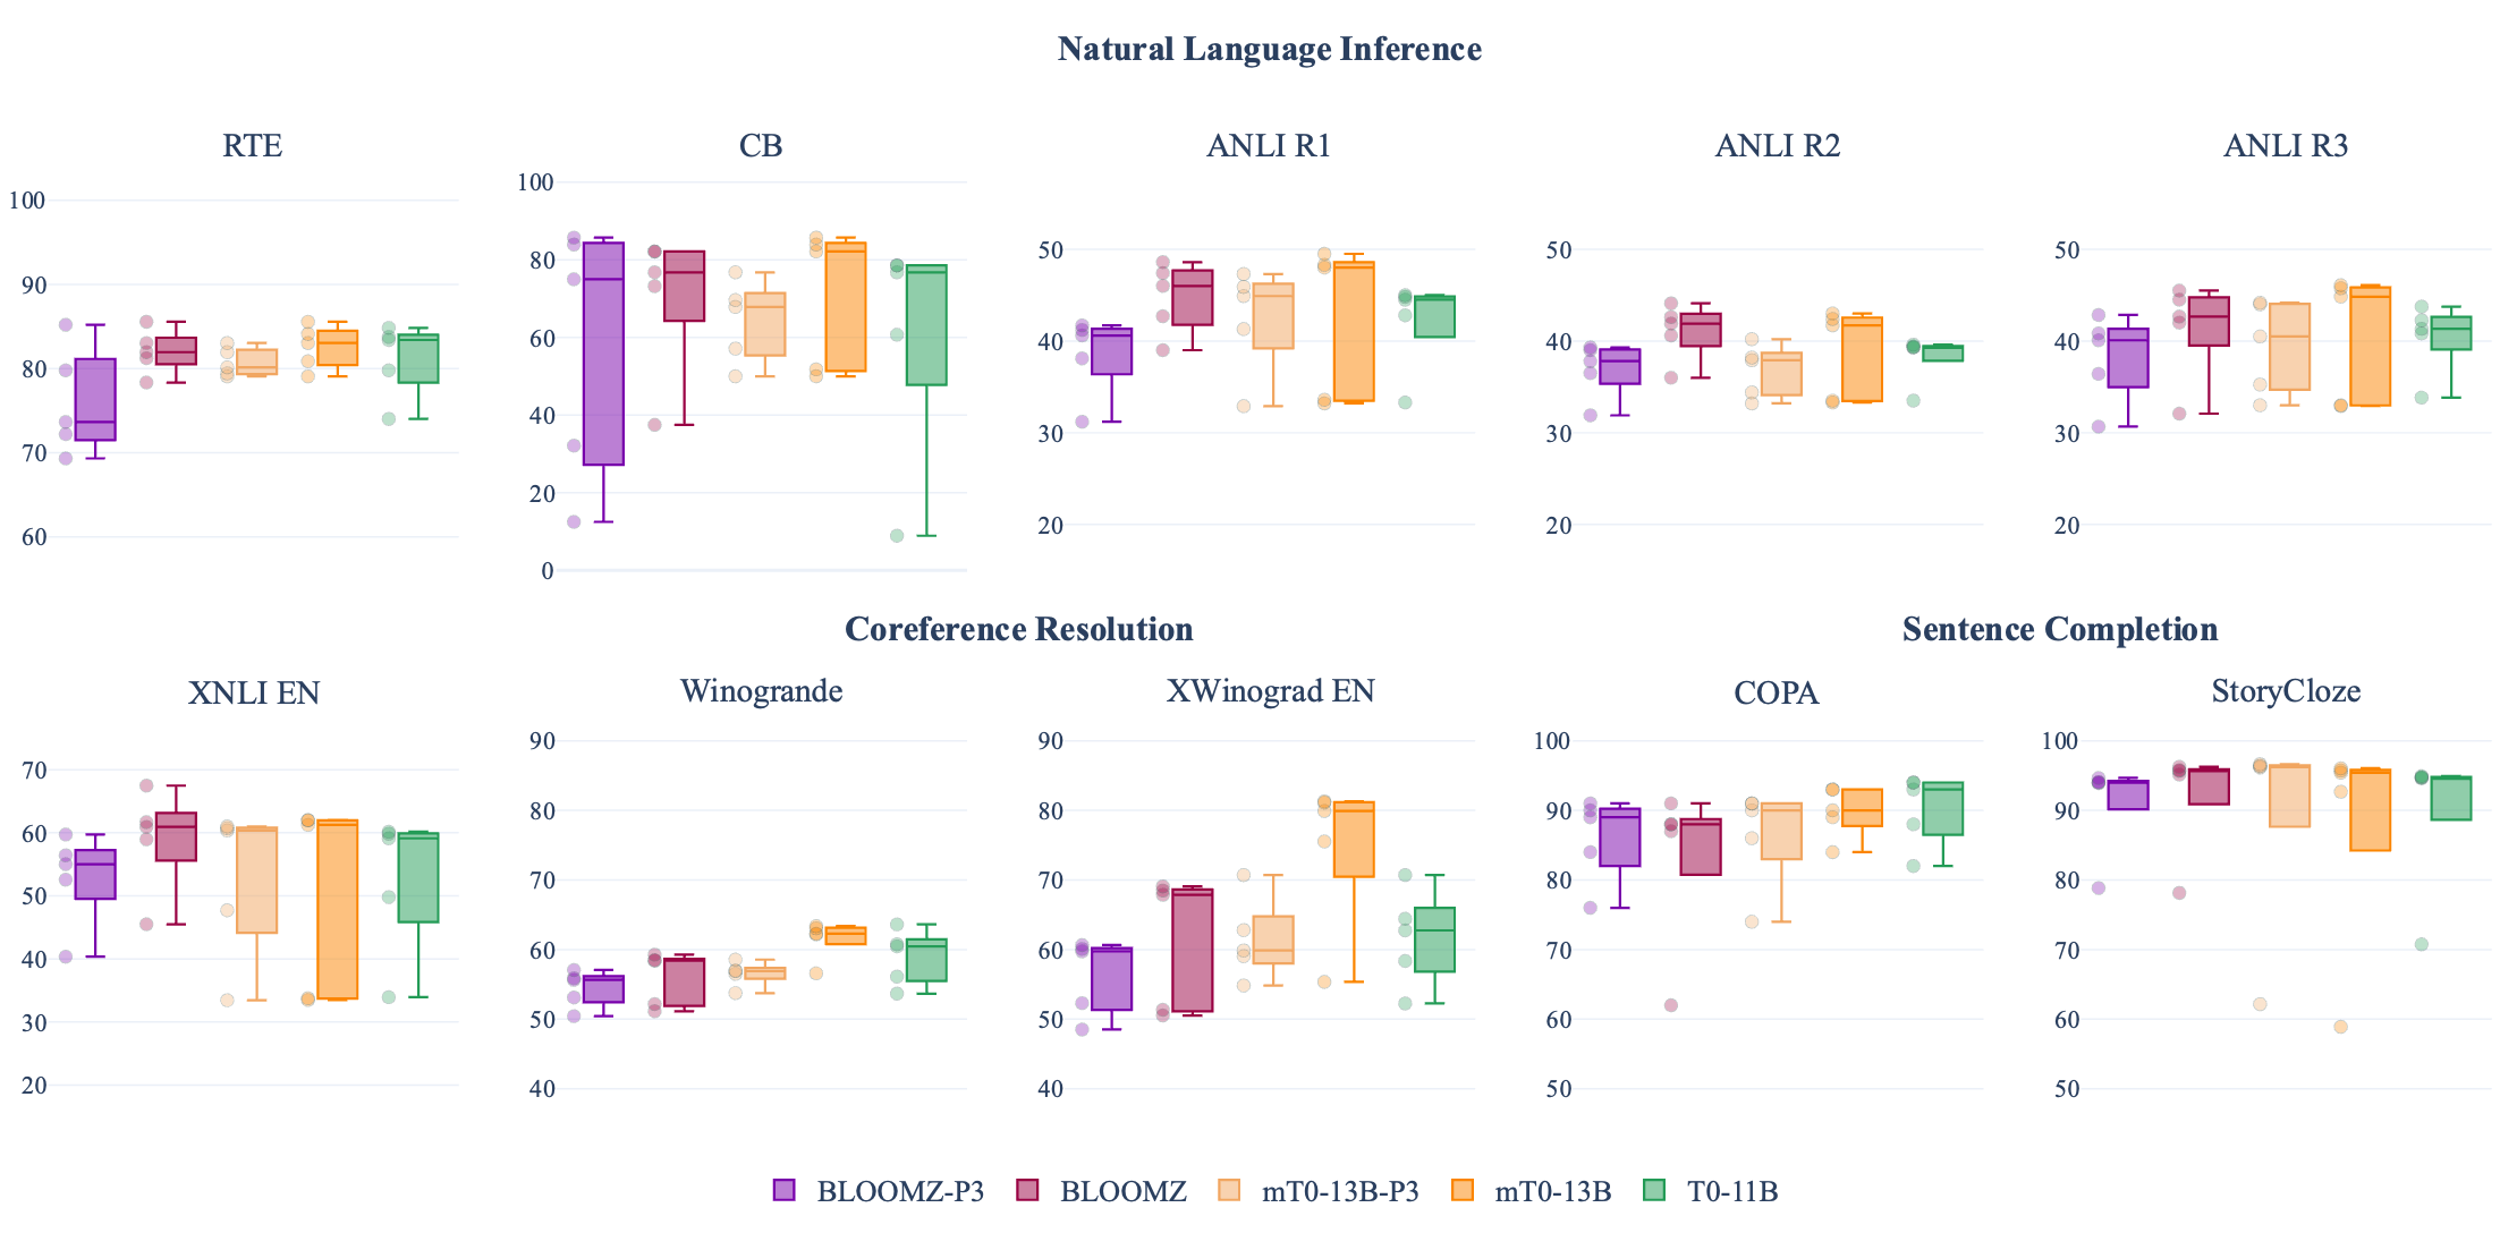 Natural Language Inference
RTE
CB
ANLI R1
ANLI R2
ANLI R3
100
90
80
70
60
100
80
60
40
20
0
50
40
30
20
50
40
30
20
50
40
30
20
Coreference Resolution
Sentence Completion
XNLI EN
Winogrande
XWinograd EN
COPA
StoryCloze
70
60
50
40
30
20
90
80
70
60
50
40
90
80
70
60
50
40
100
90
80
70
60
50
100
90
80
70
60
50
BLOOMZ-P3
BLOOMZ
mT0-13B-P3
mT0-13B
T0-11B